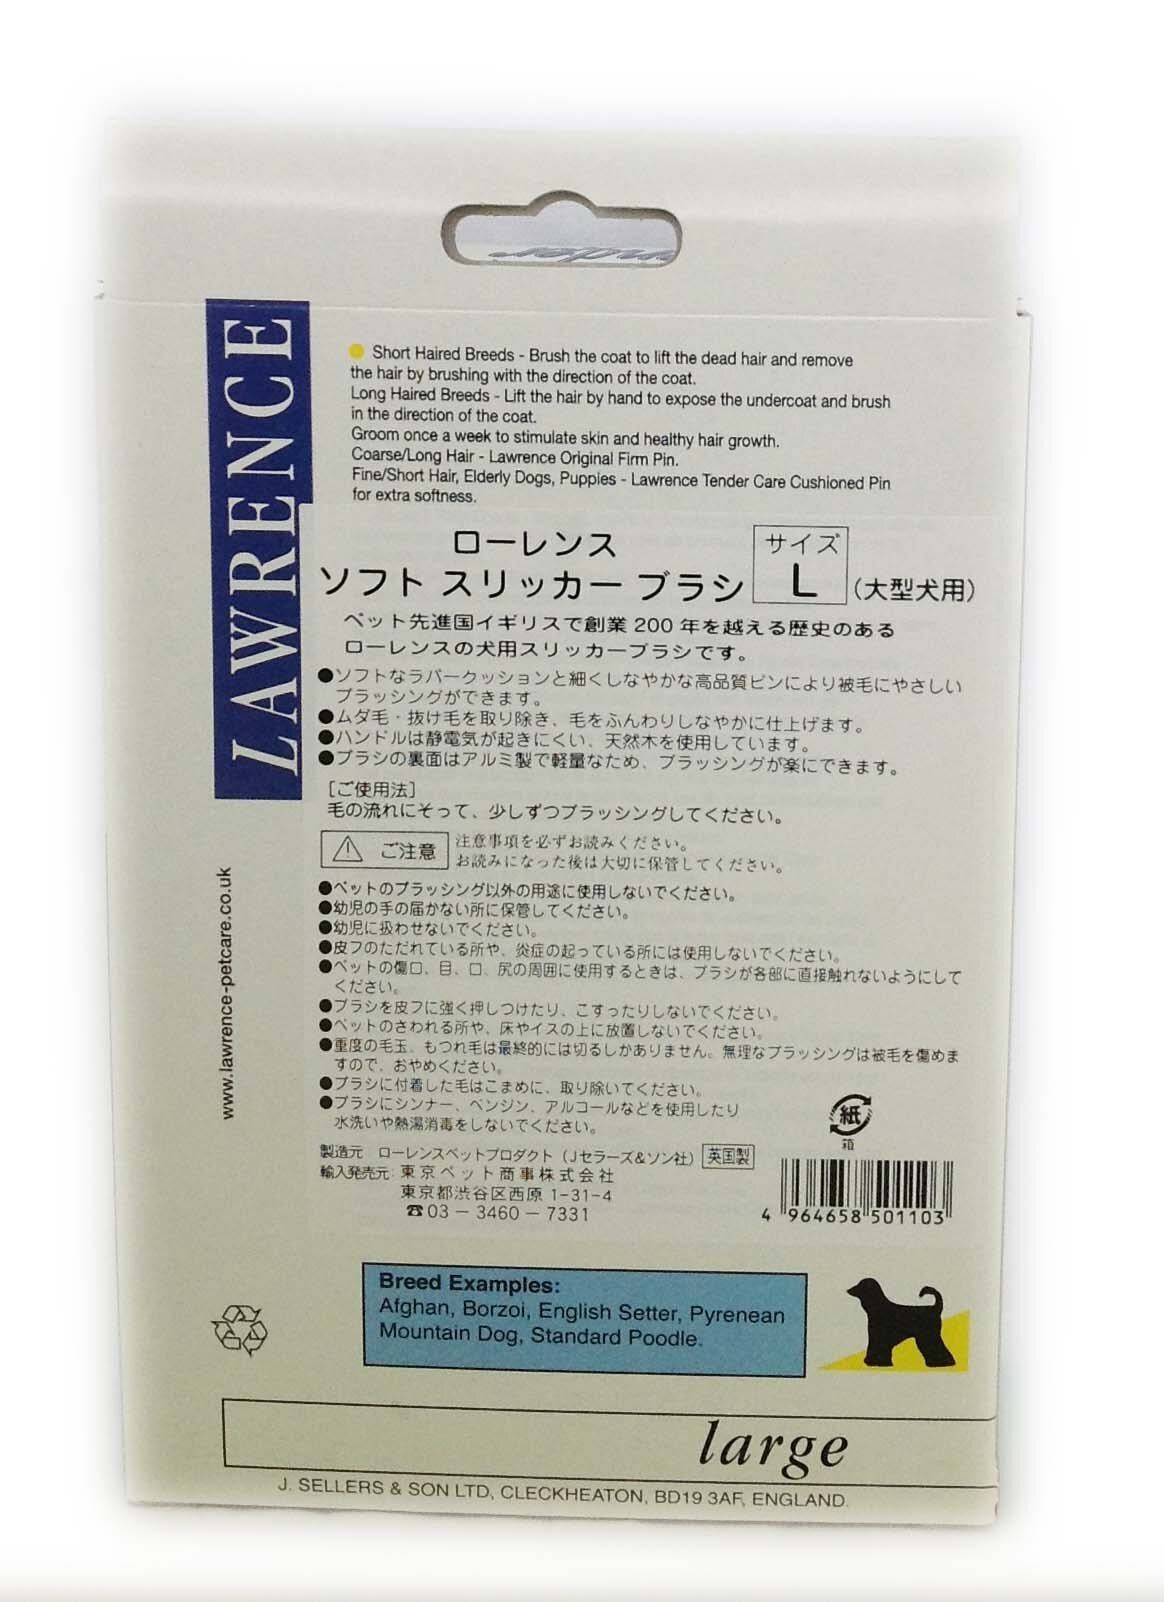 LAWRENCE
Short Haired Breeds - Brush the coat to lift the dead hair and remove
the hair by brushing with the direction of the coat.
Long Haired Breeds - Lift the hair by hand to expose the undercoat and brush
in the direction of the coat.
Groom once a week to stimulate skin and healthy hair growth.
Coarse/Long Hair - Lawrence Original Firm Pin.
Fine/Short Hair, Elderly Dogs, Puppies - Lawrence Tender Care Cushioned Pin
for extra softness.
ローレンス
ソフト スリッカー ブラシ
サイズ
L
(大型犬用)
ペット先進国イギリスで創業200年を越える歴史のある
ローレンスの犬用スリッカーブラシです。
●ソフトなラバークッションと細くしなやかな高品質ピンにより被毛にやさしい
ブラッシングができます。
●ムダ毛・抜け毛を取り除き、毛をふんわりしなやかに仕上げます。
●ハンドルは静電気が起きにくい、天然木を使用しています。
●ブラシの裏面はアルミ製で軽量なため、ブラッシングが楽にできます。
[ご使用法]
毛の流れにそって、少しずつブラッシングしてください。
ご注意
注意事項を必ずお読みください。
お読みになった後は大切に保管してください。
●ペットのブラッシング以外の用途に使用しないでください。
●幼児の手の届かない所に保管してください。
●幼児に扱わせないでください。
●皮フのただれている所や、炎症の起っている所には使用しないでください。
●ペットの傷口、目、口、尻の周囲に使用するときは、ブラシが各部に直接触れないようにして
ください。
●ブラシを皮フに強く押しつけたり、こすったりしないでください。
●ペットのさわれる所や、床やイスの上に放置しないでください。
●重度の毛玉、もつれ毛は最終的には切るしかありません。無理なブラッシングは被毛を傷めま
すので、おやめください。
●ブラシに付着した毛はこまめに、取り除いてください。
●ブラシにシンナー、ベンジン、アルコールなどを使用したり
水洗いや熱湯消毒をしないでください。
製造元 ローレンスペットプロダクト(Jセラーズ&ソン社) 英国製
輸入発売元: 東京ペット商事株式会社
東京都渋谷区西原 1-31-4
☎03-3460-7331
紙
箱
4 964658 501103
www.lawrence-petcare.co.uk
Breed Examples:
Afghan, Borzoi, English Setter, Pyrenean
Mountain Dog, Standard Poodle.
large
J. SELLERS & SON LTD, CLECKHEATON, BD19 3AF, ENGLAND.